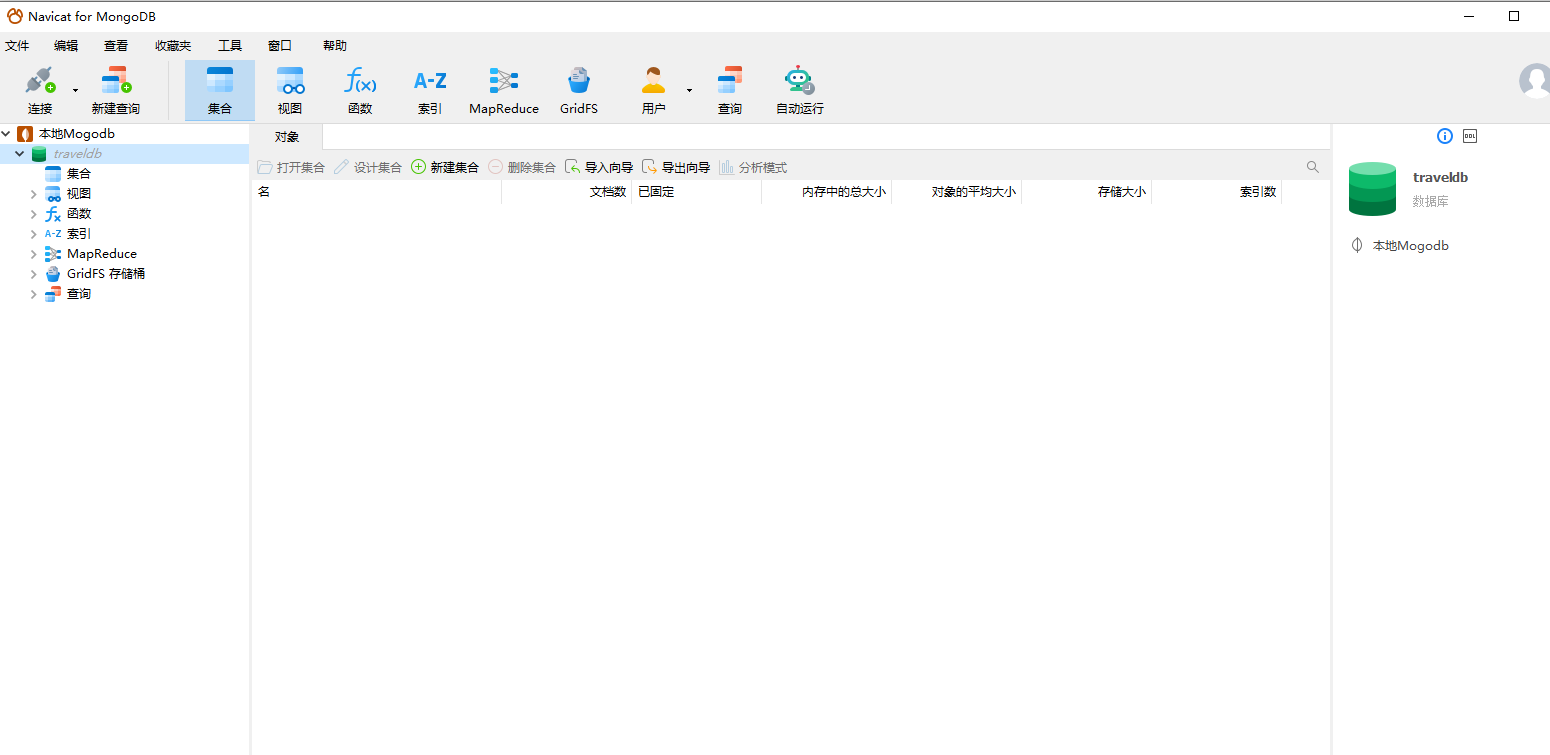 Navicat for MongoDB
文件 编辑 查看 收藏夹 工具 窗口 帮助
连接 新建查询 集合 视图 函数 索引 MapReduce GridFS 用户 查询 自动运行
本地Mogodb
traveldb
集合
视图
函数
索引
MapReduce
GridFS 存储桶
查询
对象
打开集合 设计集合 新建集合 删除集合 导入向导 导出向导 分析模式
名 文档数 已固定 内存中的总大小 对象的平均大小 存储大小 索引数
traveldb
数据库
本地Mogodb